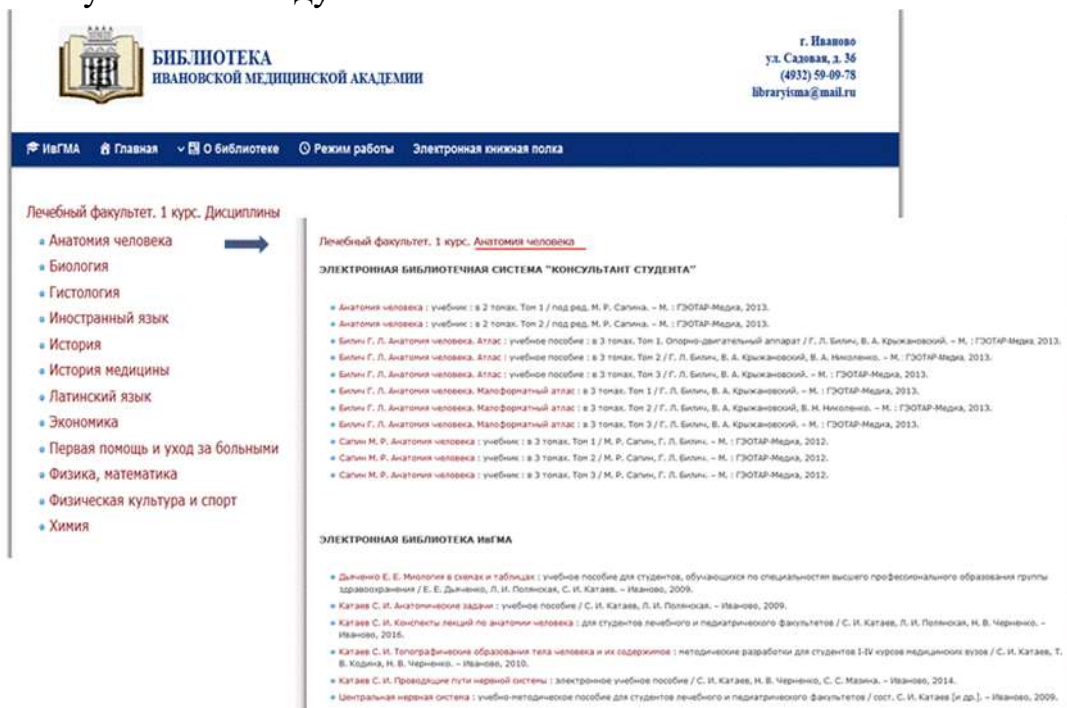 БИБЛИОТЕКА
ИВАНОВСКОЙ МЕДИЦИНСКОЙ АКАДЕМИИ
г. Иваново
ул. Садовая, д. 36
(4932) 59-09-78
libraryisma@mail.ru
ИвГМА Главная О библиотеке Режим работы Электронная книжная полка
Лечебный факультет. 1 курс. Дисциплины
Анатомия человека
Биология
Гистология
Иностранный язык
История
История медицины
Латинский язык
Экономика
Первая помощь и уход за больными
Физика, математика
Физическая культура и спорт
Химия
Лечебный факультет. 1 курс. Анатомия человека
ЭЛЕКТРОННАЯ БИБЛИОТЕЧНАЯ СИСТЕМА "КОНСУЛЬТАНТ СТУДЕНТА"
Анатомия человека : учебник : в 2 томах. Том 1 / под ред. М. Р. Сапина. – М. : ГЭОТАР-Медиа, 2013.
Анатомия человека : учебник : в 2 томах. Том 2 / под ред. М. Р. Сапина. – М. : ГЭОТАР-Медиа, 2013.
Билич Г. Л. Анатомия человека. Атлас : учебное пособие : в 3 томах. Том 1. Опорно-двигательный аппарат / Г. Л. Билич, В. А. Крыжановский. – М. : ГЭОТАР-Медиа, 2013.
Билич Г. Л. Анатомия человека. Атлас : учебное пособие : в 3 томах. Том 2 / Г. Л. Билич, В. А. Крыжановский, В. А. Николенко. – М. : ГЭОТАР-Медиа, 2013.
Билич Г. Л. Анатомия человека. Атлас : учебное пособие : в 3 томах. Том 3 / Г. Л. Билич, В. А. Крыжановский. – М. : ГЭОТАР-Медиа, 2013.
Билич Г. Л. Анатомия человека. Малоформатный атлас : в 3 томах. Том 1 / Г. Л. Билич, В. А. Крыжановский. – М. : ГЭОТАР-Медиа, 2013.
Билич Г. Л. Анатомия человека. Малоформатный атлас : в 3 томах. Том 2 / Г. Л. Билич, В. А. Крыжановский, В. Н. Николенко. – М. : ГЭОТАР-Медиа, 2013.
Билич Г. Л. Анатомия человека. Малоформатный атлас : в 3 томах. Том 3 / Г. Л. Билич, В. А. Крыжановский. – М. : ГЭОТАР-Медиа, 2013.
Сапин М. Р. Анатомия человека : учебник : в 3 томах. Том 1 / М. Р. Сапин, Г. Л. Билич. – М. : ГЭОТАР-Медиа, 2012.
Сапин М. Р. Анатомия человека : учебник : в 3 томах. Том 2 / М. Р. Сапин, Г. Л. Билич. – М. : ГЭОТАР-Медиа, 2012.
Сапин М. Р. Анатомия человека : учебник : в 3 томах. Том 3 / М. Р. Сапин, Г. Л. Билич. – М. : ГЭОТАР-Медиа, 2012.
ЭЛЕКТРОННАЯ БИБЛИОТЕКА ИвГМА
Дьяченко Е. Е. Миология в схемах и таблицах : учебное пособие для студентов, обучающихся по специальностям высшего профессионального образования группы
здравоохранения / Е. Е. Дьяченко, Л. И. Полянская, С. И. Катаев. – Иваново, 2009.
Катаев С. И. Анатомические задачи : учебное пособие / С. И. Катаев, Л. И. Полянская. – Иваново, 2009.
Катаев С. И. Конспекты лекций по анатомии человека : для студентов лечебного и педиатрического факультетов / С. И. Катаев, Л. И. Полянская, Н. В. Черненко. –
Иваново, 2016.
Катаев С. И. Топографические образования тела человека и их содержимое : методические разработки для студентов I-IV курсов медицинских вузов / С. И. Катаев, Т.
В. Кодина, Н. В. Черненко. – Иваново, 2010.
Катаев С. И. Проводящие пути нервной системы : электронное учебное пособие / С. И. Катаев, Н. В. Черненко, С. С. Мазина. – Иваново, 2014.
Центральная нервная система : учебно-методическое пособие для студентов лечебного и педиатрического факультетов / сост. С. И. Катаев [и др.]. – Иваново, 2009.